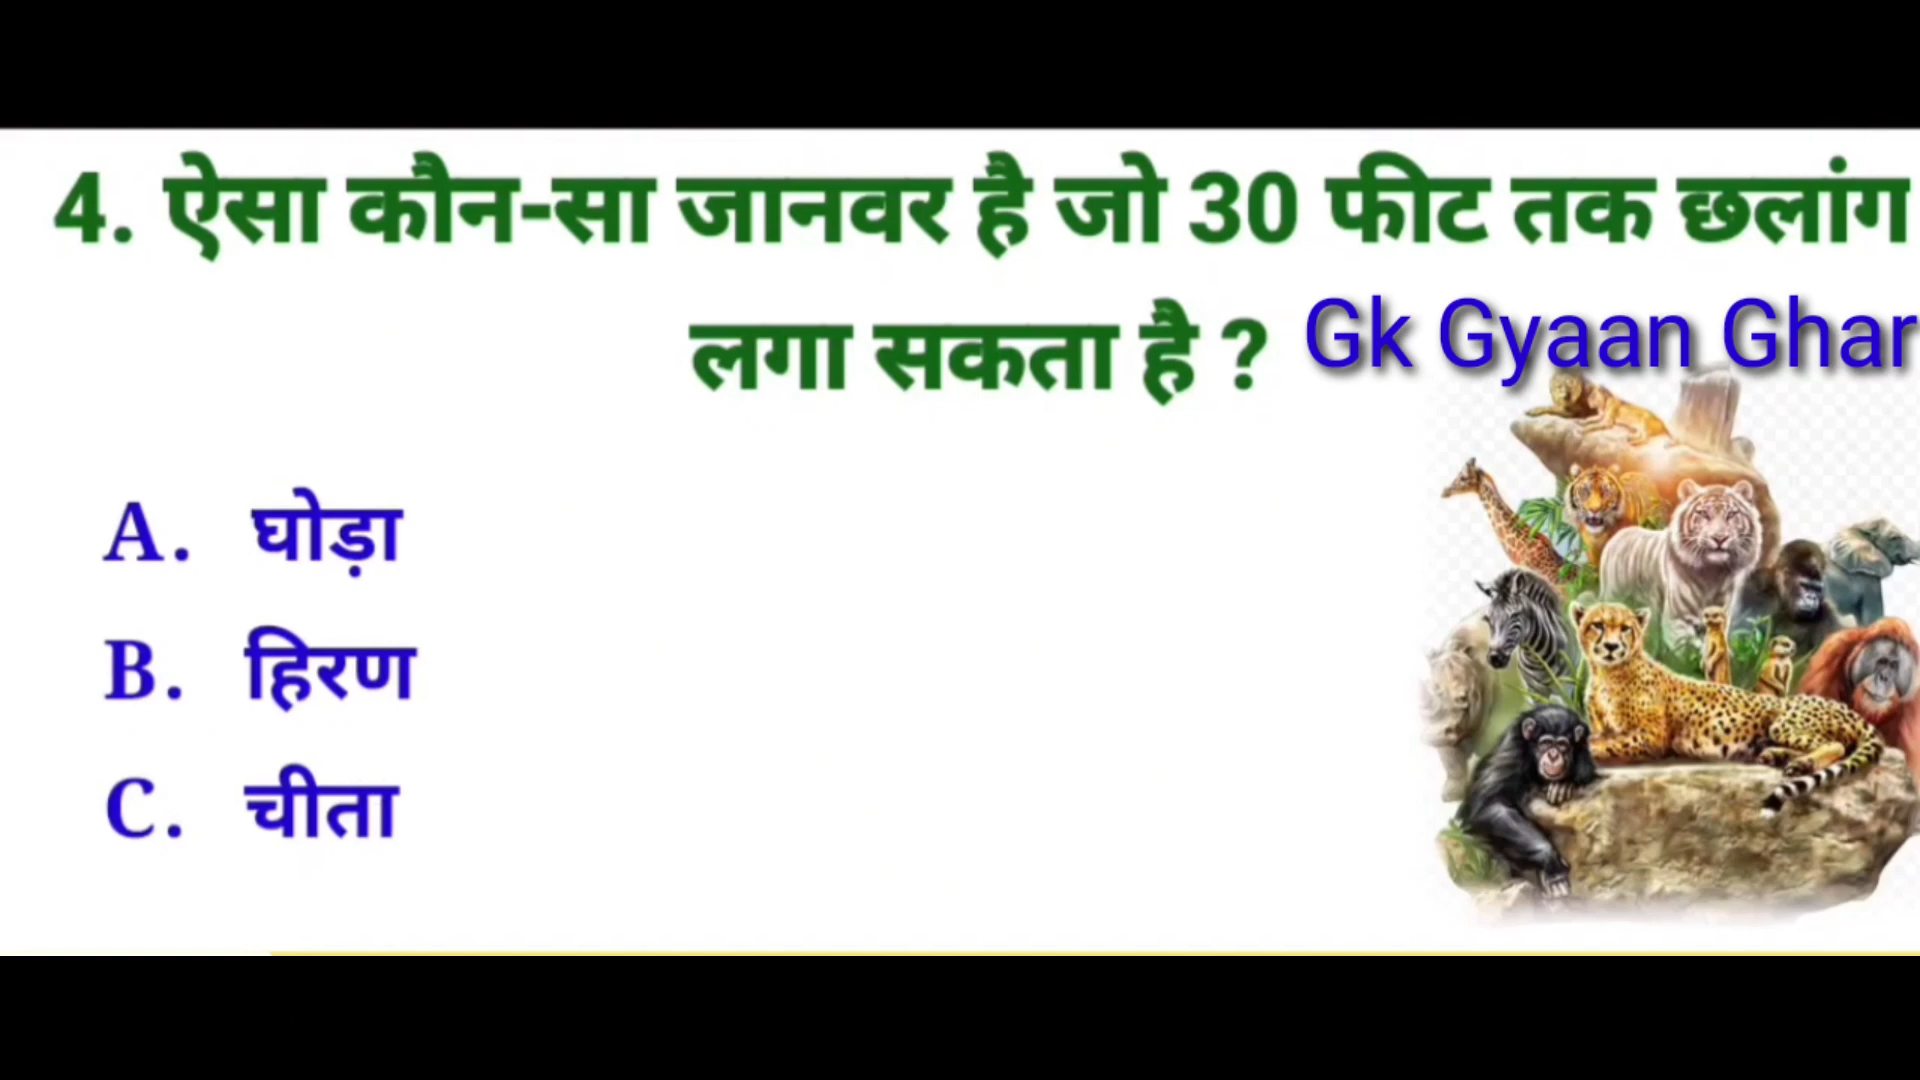 4. ऐसा कौन-सा जानवर है जो 30 फीट तक छलांग
लगा सकता है ?
Gk Gyaan Ghar
A. घोड़ा
B. हिरण
C. चीता